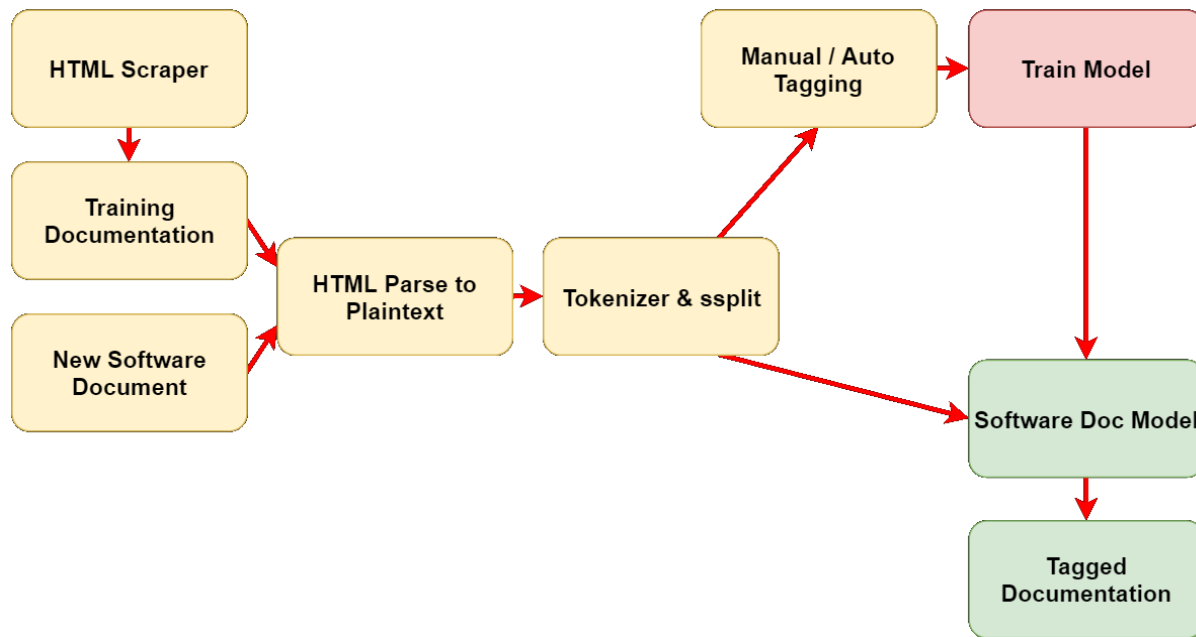 HTML Scraper
Training
Documentation
New Software
Document
HTML Parse to
Plaintext
Tokenizer & ssplit
Manual / Auto
Tagging
Train Model
Software Doc Model
Tagged
Documentation